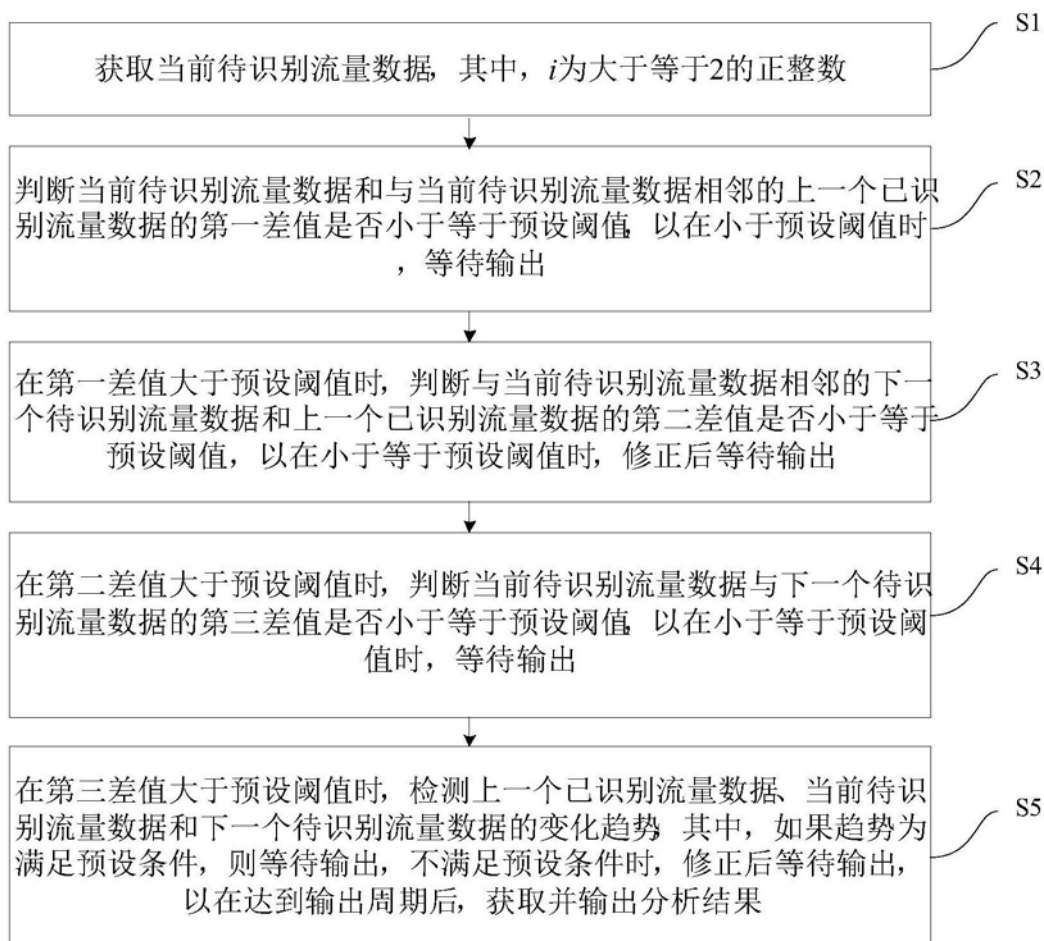 S1
获取当前待识别流量数据，其中，i为大于等于2的正整数
S2
判断当前待识别流量数据和与当前待识别流量数据相邻的上一个已识
别流量数据的第一差值是否小于等于预设阈值，以在小于预设阈值时
，等待输出
S3
在第一差值大于预设阈值时，判断与当前待识别流量数据相邻的下一
个待识别流量数据和上一个已识别流量数据的第二差值是否小于等于
预设阈值，以在小于等于预设阈值时，修正后等待输出
S4
在第二差值大于预设阈值时，判断当前待识别流量数据与下一个待识
别流量数据的第三差值是否小于等于预设阈值，以在小于等于预设阈
值时，等待输出
S5
在第三差值大于预设阈值时，检测上一个已识别流量数据、当前待识
别流量数据和下一个待识别流量数据的变化趋势，其中，如果趋势为
满足预设条件，则等待输出，不满足预设条件时，修正后等待输出，
以在达到输出周期后，获取并输出分析结果